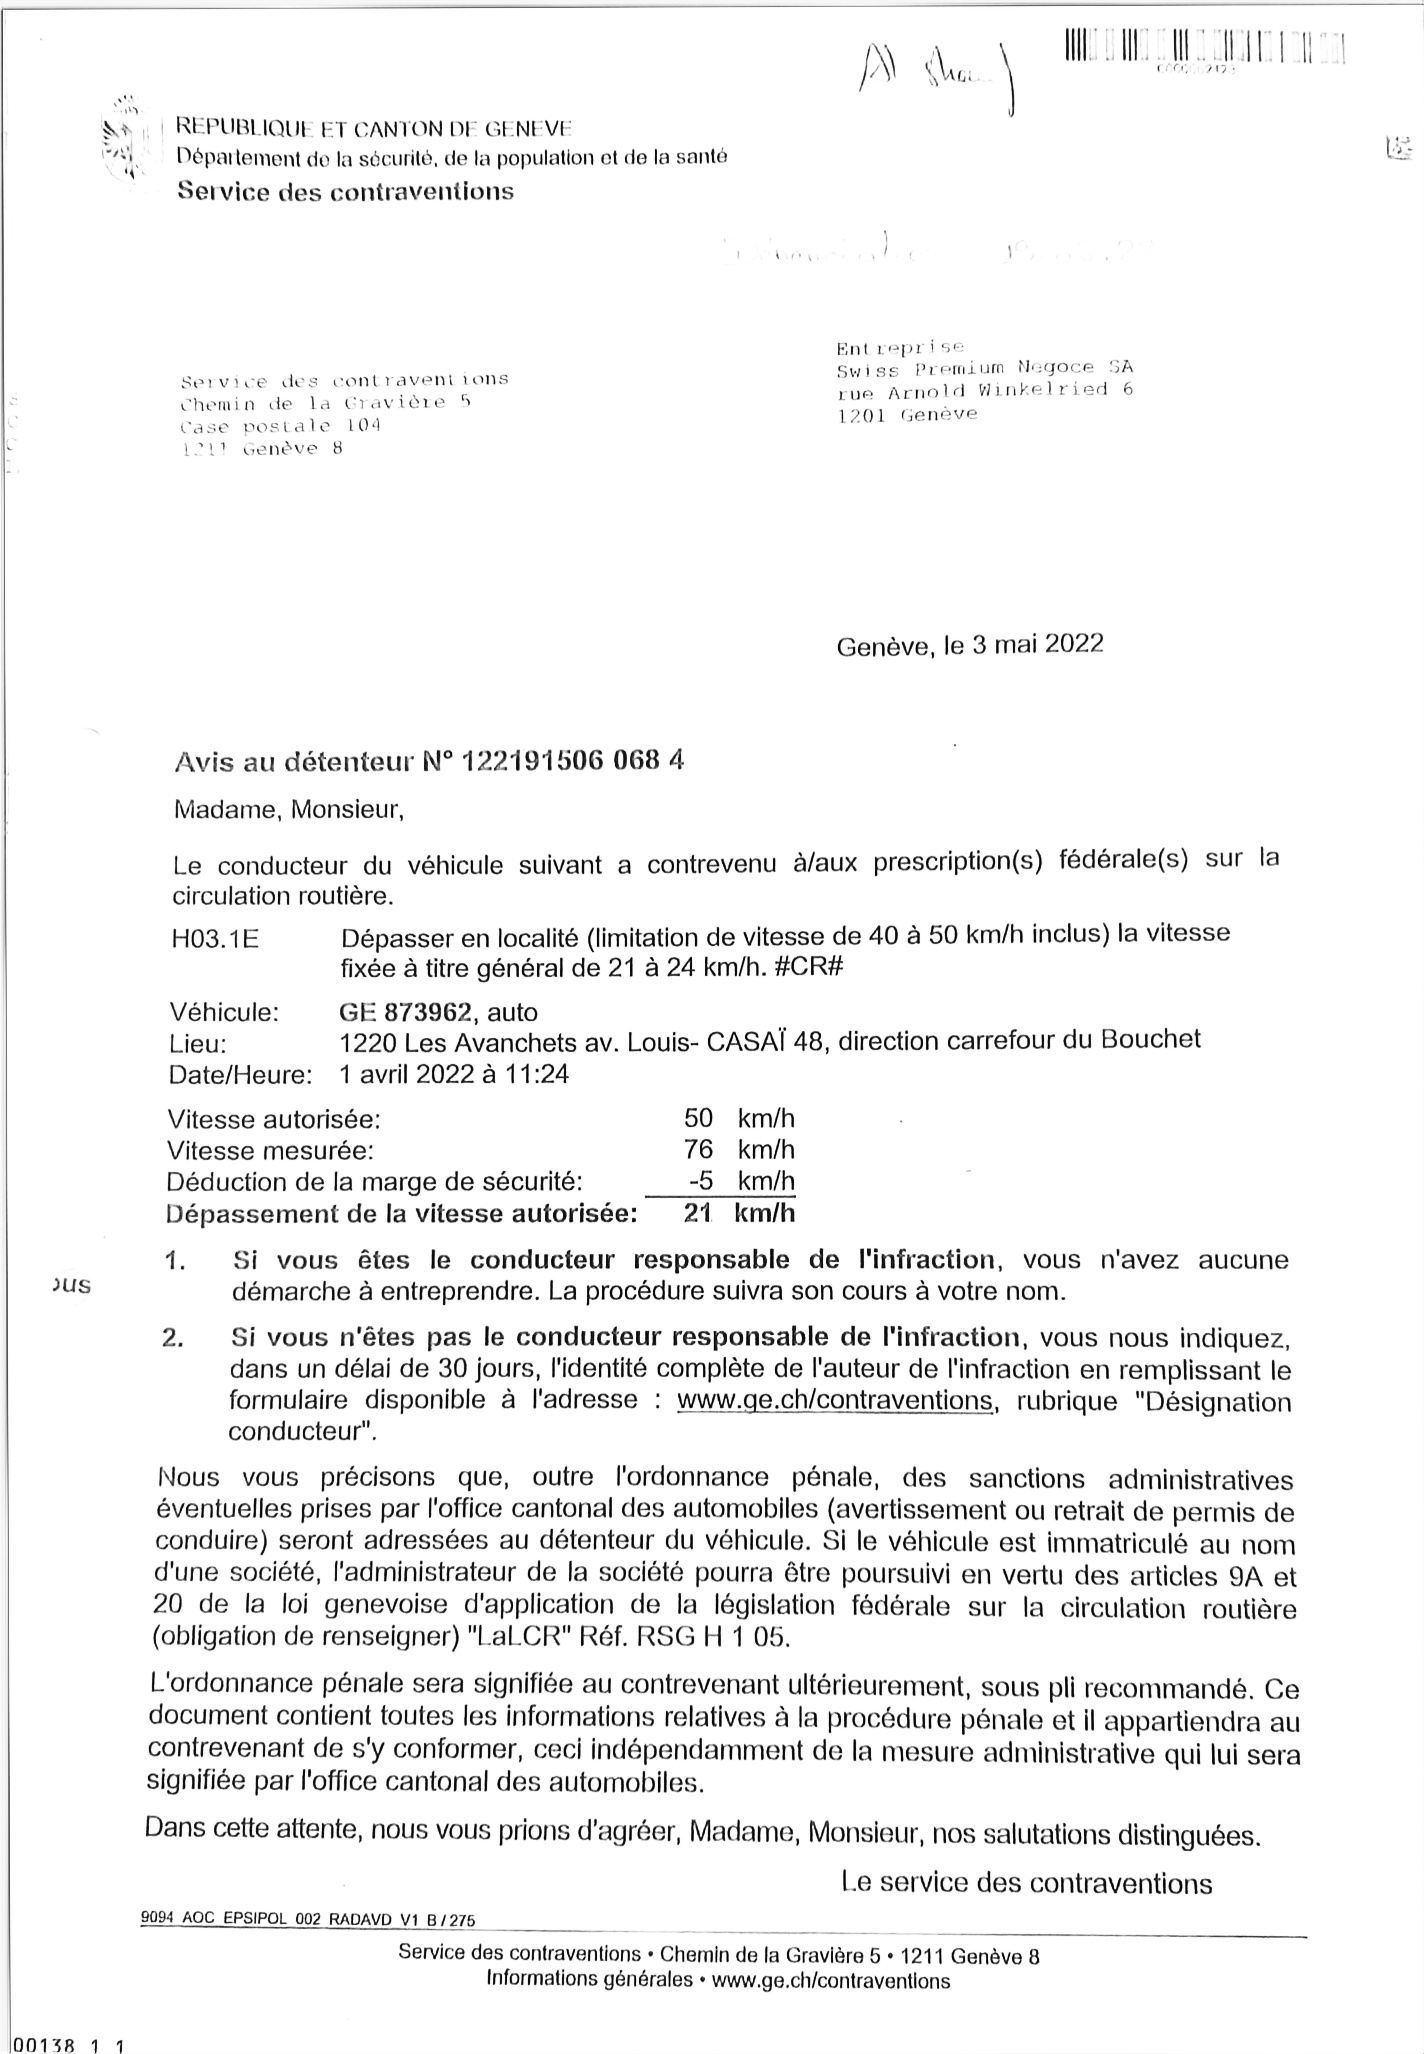 Al
REPUBLIQUE ET CANTON DE GENEVE
Département de la sécurité, de la population et de la santé
Service des contraventions
Entreprise
Swiss Premium Negoce SA
rue Arnold Winkelried 6
1201 Genève
Service des contraventions
Chemin de la Gravière 5
Case postale 104
1211 Genève 8
Genève, le 3 mai 2022
Avis au détenteur N° 122191506 068 4
Madame, Monsieur,
Le conducteur du véhicule suivant a contrevenu à/aux prescription(s) fédérale(s) sur la
circulation routière.
H03.1E Dépasser en localité (limitation de vitesse de 40 à 50 km/h inclus) la vitesse
fixée à titre général de 21 à 24 km/h. #CR#
Véhicule: GE 873962, auto
Lieu: 1220 Les Avanchets av. Louis- CASAÏ 48, direction carrefour du Bouchet
Date/Heure: 1 avril 2022 à 11:24
Vitesse autorisée: 50 km/h
Vitesse mesurée: 76 km/h
Déduction de la marge de sécurité: -5 km/h
Dépassement de la vitesse autorisée: 21 km/h
1. Si vous êtes le conducteur responsable de l'infraction, vous n'avez aucune
démarche à entreprendre. La procédure suivra son cours à votre nom.
ous
2. Si vous n'êtes pas le conducteur responsable de l'infraction, vous nous indiquez,
dans un délai de 30 jours, l'identité complète de l'auteur de l'infraction en remplissant le
formulaire disponible à l'adresse : www.ge.ch/contraventions, rubrique "Désignation
conducteur".
Nous vous précisons que, outre l'ordonnance pénale, des sanctions administratives
éventuelles prises par l'office cantonal des automobiles (avertissement ou retrait de permis de
conduire) seront adressées au détenteur du véhicule. Si le véhicule est immatriculé au nom
d'une société, l'administrateur de la société pourra être poursuivi en vertu des articles 9A et
20 de la loi genevoise d'application de la législation fédérale sur la circulation routière
(obligation de renseigner) "LaLCR" Réf. RSG H 1 05.
L'ordonnance pénale sera signifiée au contrevenant ultérieurement, sous pli recommandé. Ce
document contient toutes les informations relatives à la procédure pénale et il appartiendra au
contrevenant de s'y conformer, ceci indépendamment de la mesure administrative qui lui sera
signifiée par l'office cantonal des automobiles.
Dans cette attente, nous vous prions d'agréer, Madame, Monsieur, nos salutations distinguées.
Le service des contraventions
9094 AOC EPSIPOL 002 RADAVD V1 B / 275
Service des contraventions • Chemin de la Gravière 5 • 1211 Genève 8
Informations générales • www.ge.ch/contraventions
00138 1 1